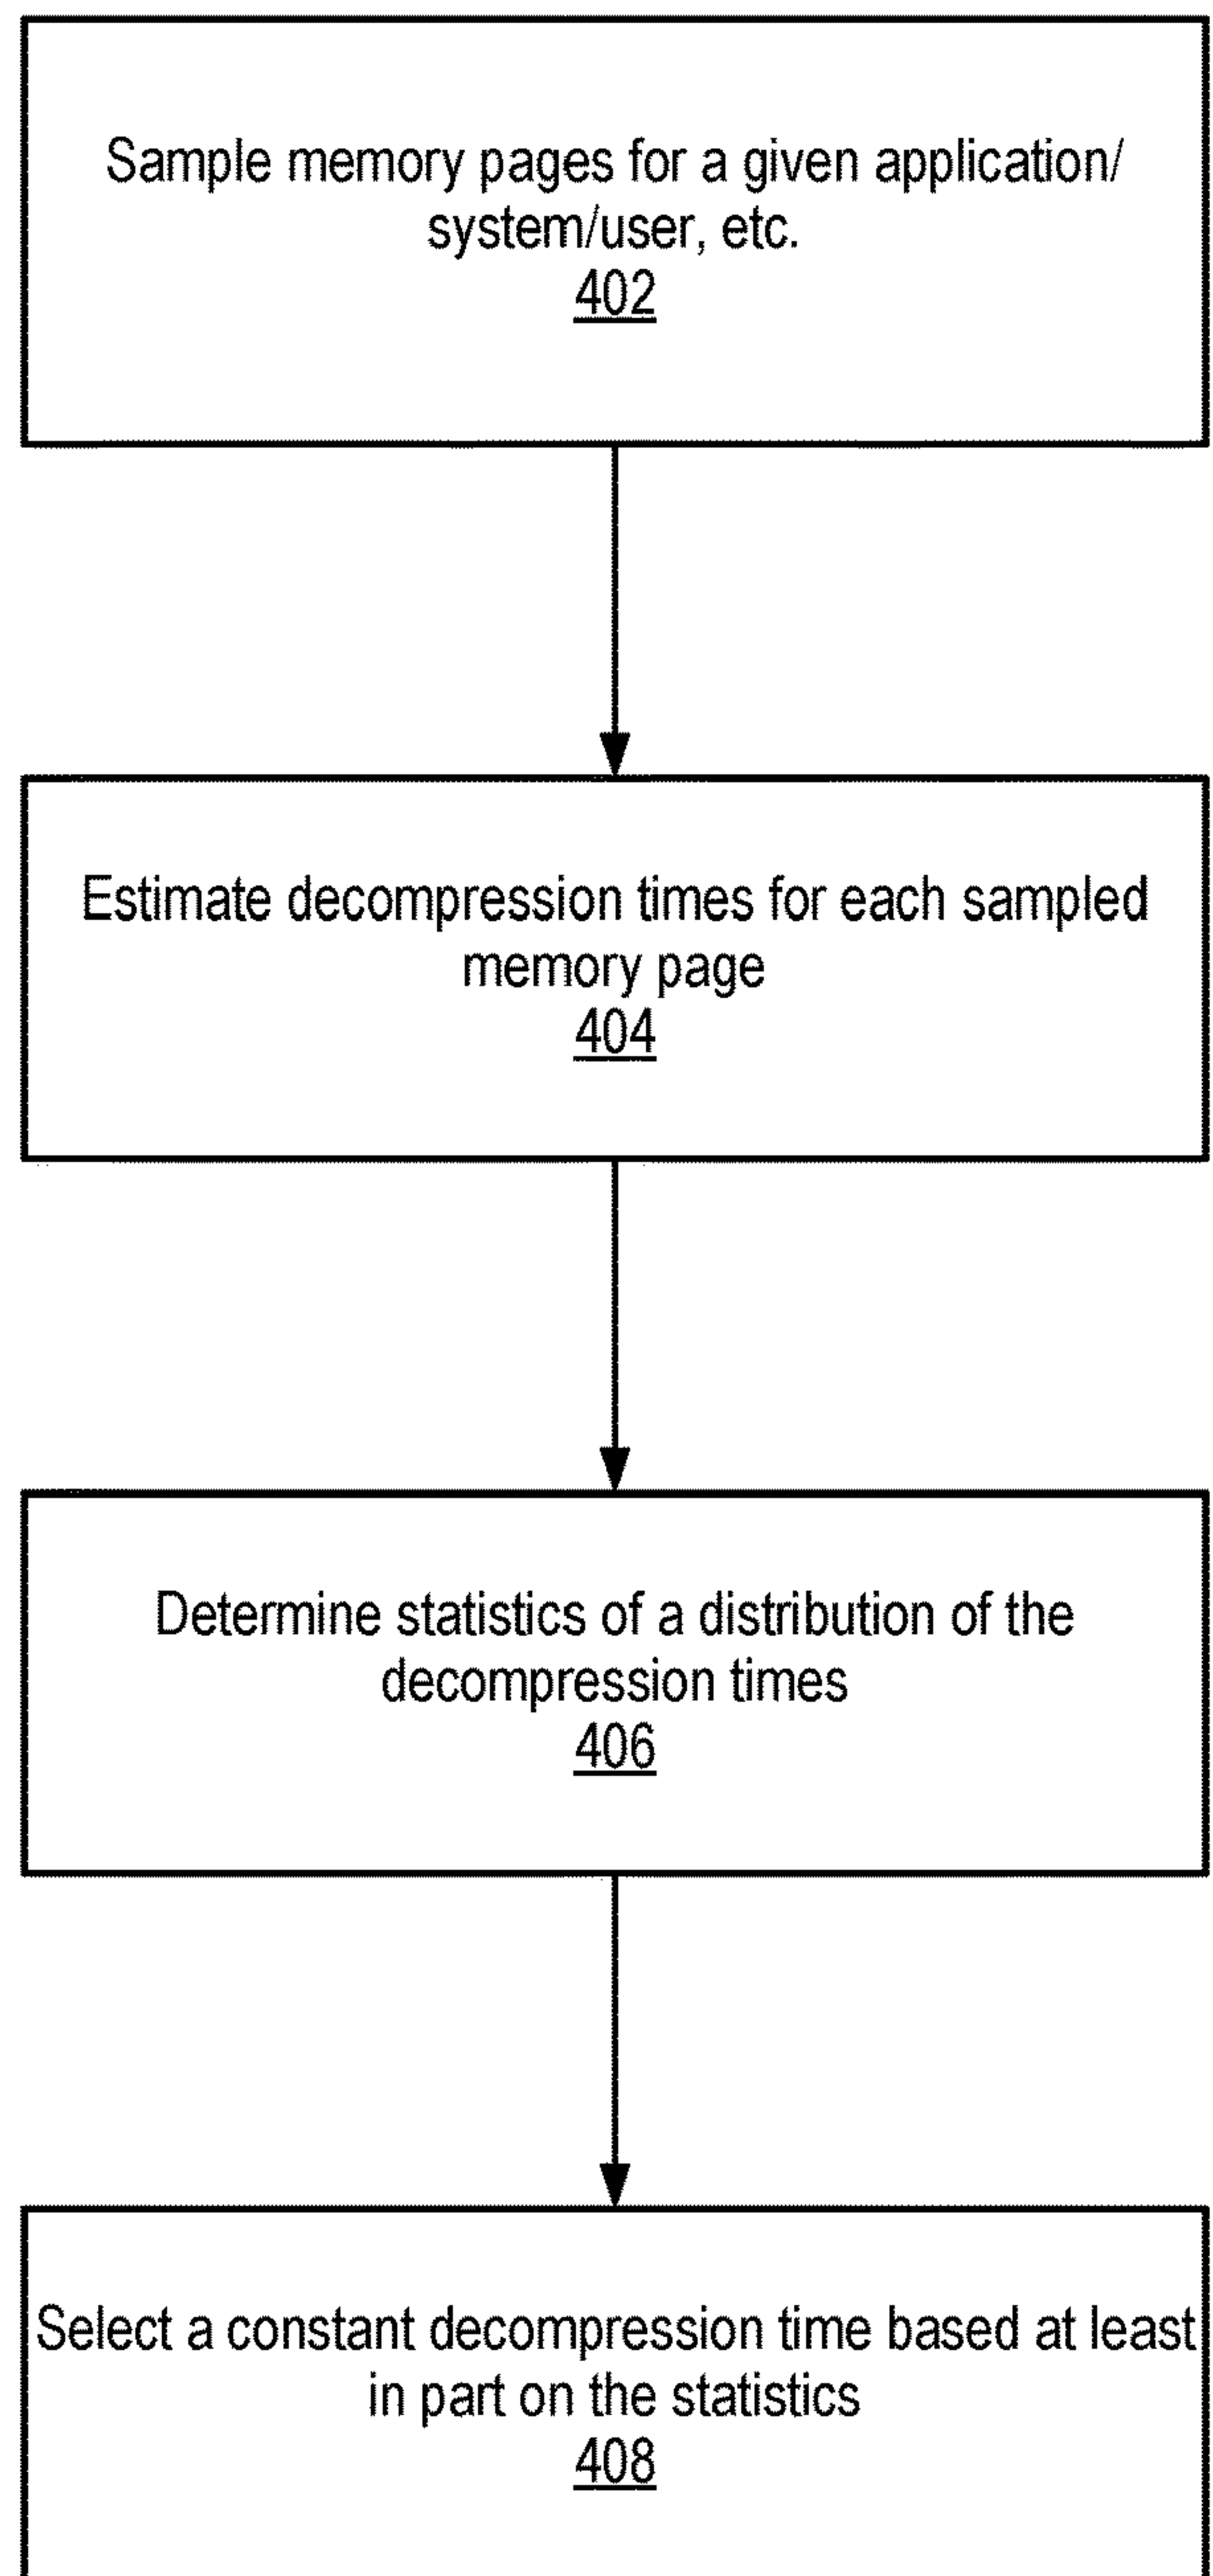 Sample memory pages for a given application/
system/user, etc.
402
Estimate decompression times for each sampled
memory page
404
Determine statistics of a distribution of the
decompression times
406
Select a constant decompression time based at least
in part on the statistics
408